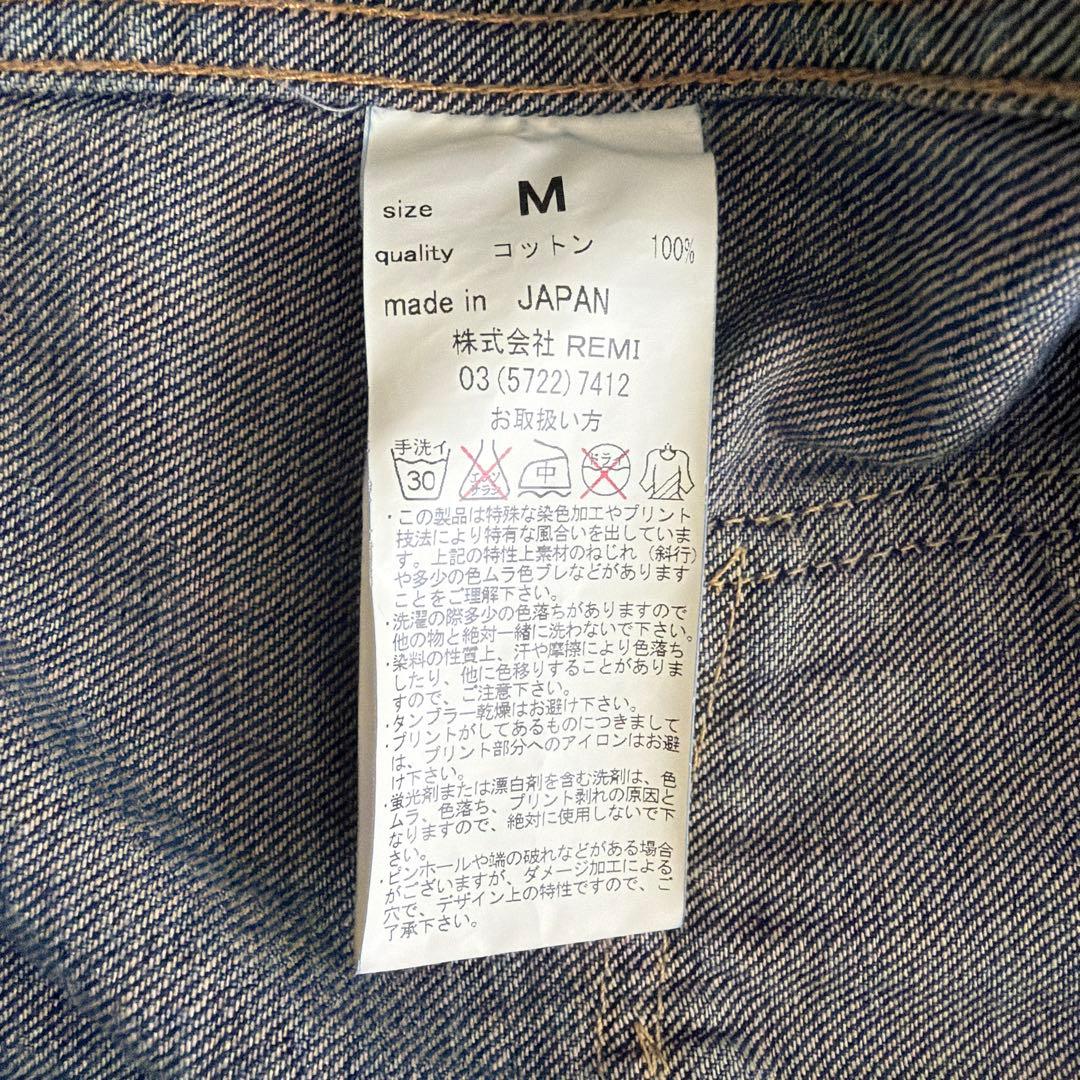 size M
quality コットン 100%
made in JAPAN
株式会社 REMI
03(5722)7412
お取扱い方
手洗イ 30 エンソ サラシ 中 ドライ
・この製品は特殊な染色加工やプリント
技法により特有な風合いを出していま
す。上記の特性上素材のねじれ(斜行)
や多少の色ムラ色ブレなどがあります
ことをご理解下さい。
・洗濯の際多少の色落ちがありますので
他の物と絶対一緒に洗わないで下さい。
・染料の性質上、汗や摩擦により色落ち
したり、他に色移りすることがありま
すので、ご注意下さい。
・タンブラー乾燥はお避け下さい。
・プリントがしてあるものにつきまして
は、プリント部分へのアイロンはお避
け下さい。
・蛍光剤または漂白剤を含む洗剤は、色
ムラ、色落ち、プリント剥れの原因と
なりますので、絶対に使用しないで下
さい。
・ピンホールや端の破れなどがある場合
がございますが、ダメージ加工による
穴で、デザイン上の特性ですので、ご
了承下さい。